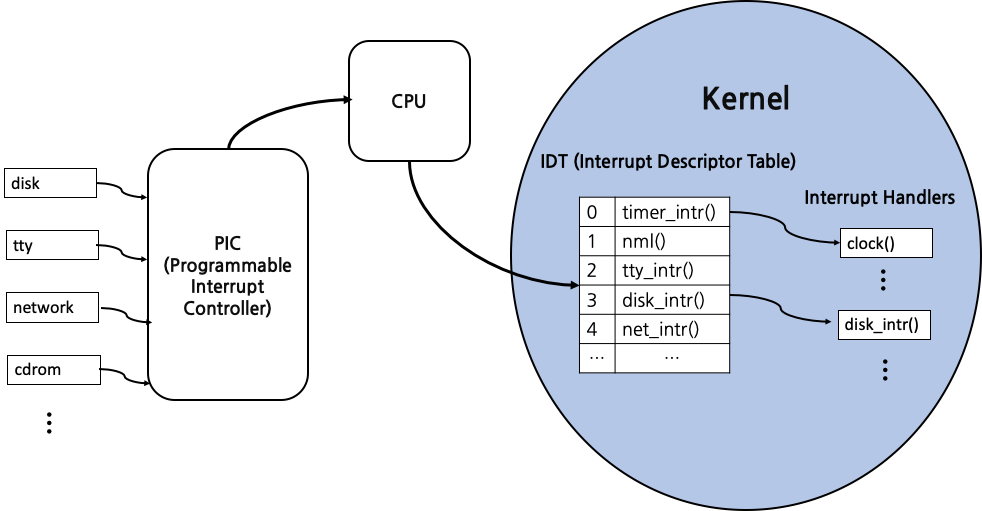 disk
tty
network
cdrom
PIC
(Programmable
Interrupt
Controller)
CPU
Kernel
IDT (Interrupt Descriptor Table)
0 timer_intr()
1 nml()
2 tty_intr()
3 disk_intr()
4 net_intr()
... ...
Interrupt Handlers
clock()
disk_intr()